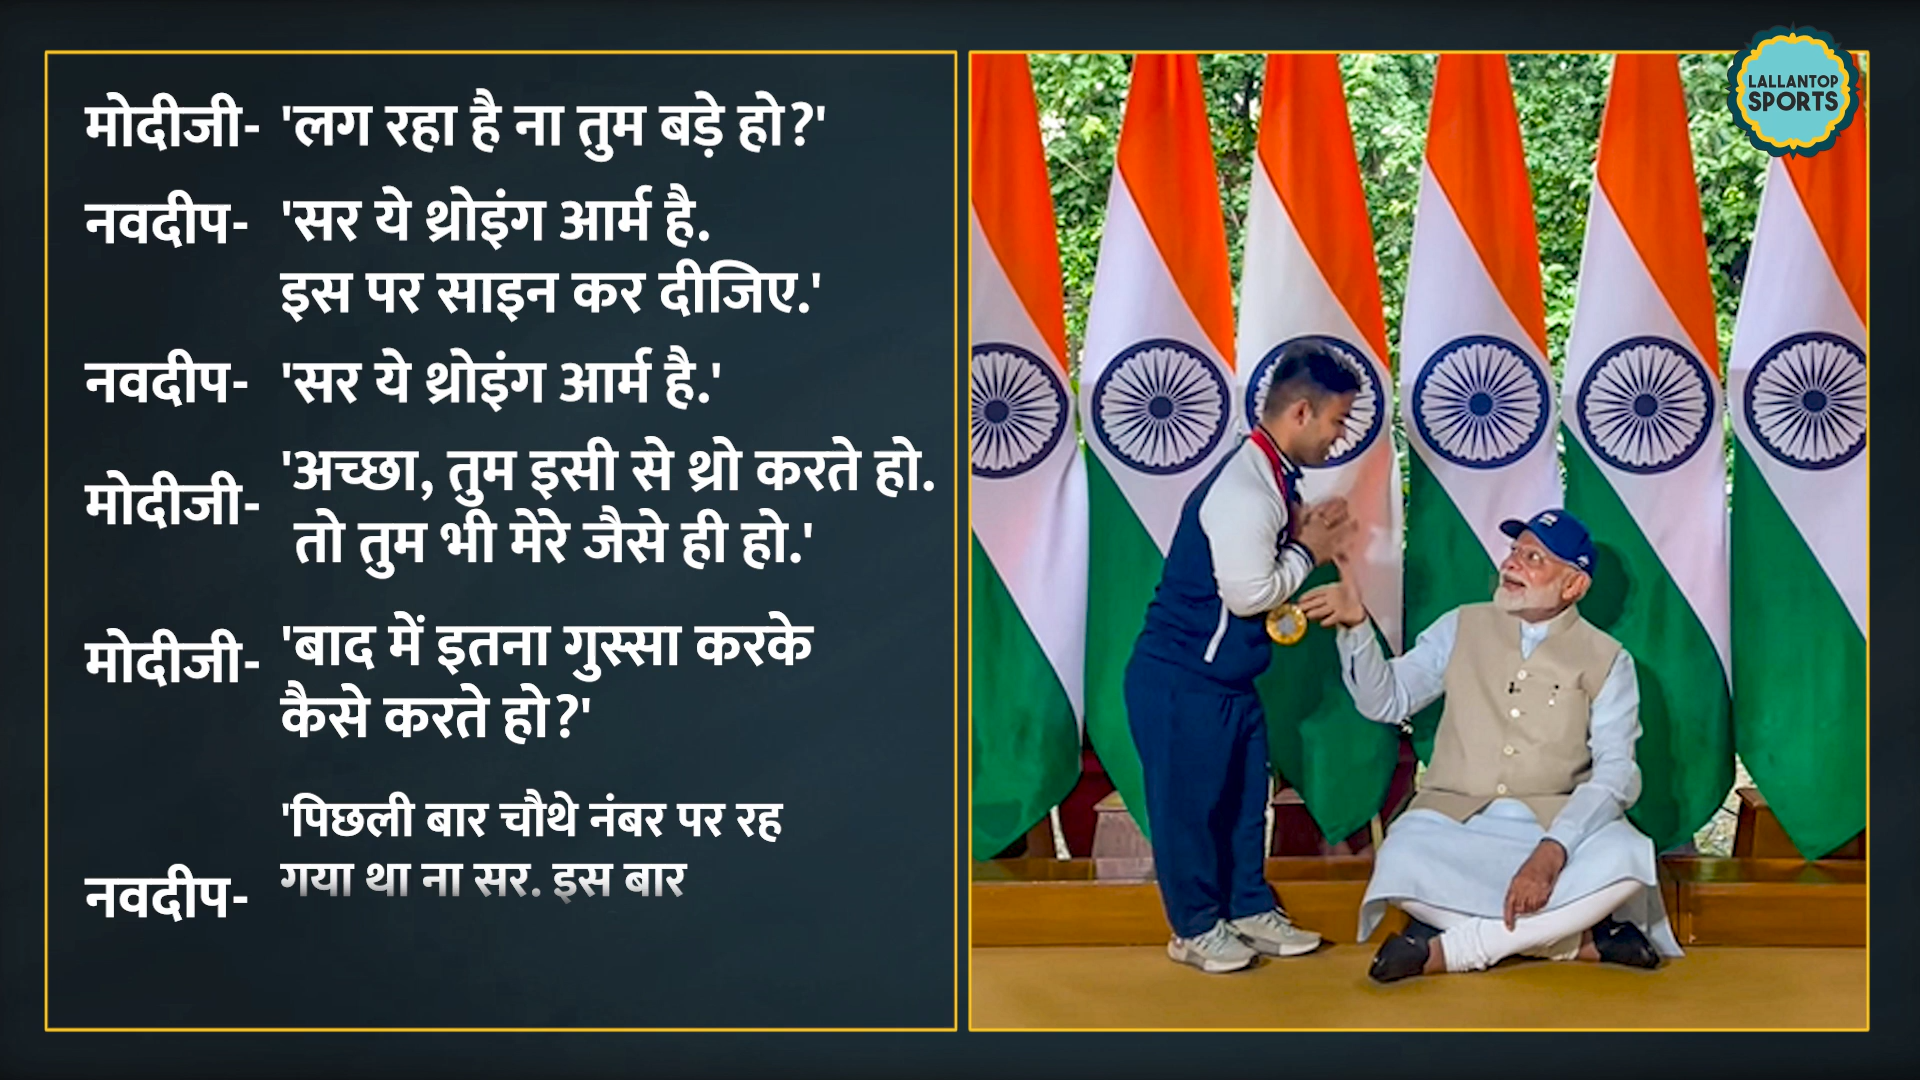 मोदीजी- 'लग रहा है ना तुम बड़े हो?'
नवदीप- 'सर ये थ्रोइंग आर्म है.
इस पर साइन कर दीजिए.'
नवदीप- 'सर ये थ्रोइंग आर्म है.'
मोदीजी- 'अच्छा, तुम इसी से थ्रो करते हो.
तो तुम भी मेरे जैसे ही हो.'
मोदीजी- 'बाद में इतना गुस्सा करके
कैसे करते हो?'
नवदीप- 'पिछली बार चौथे नंबर पर रह
गया था ना सर. इस बार
LALLANTOP
SPORTS